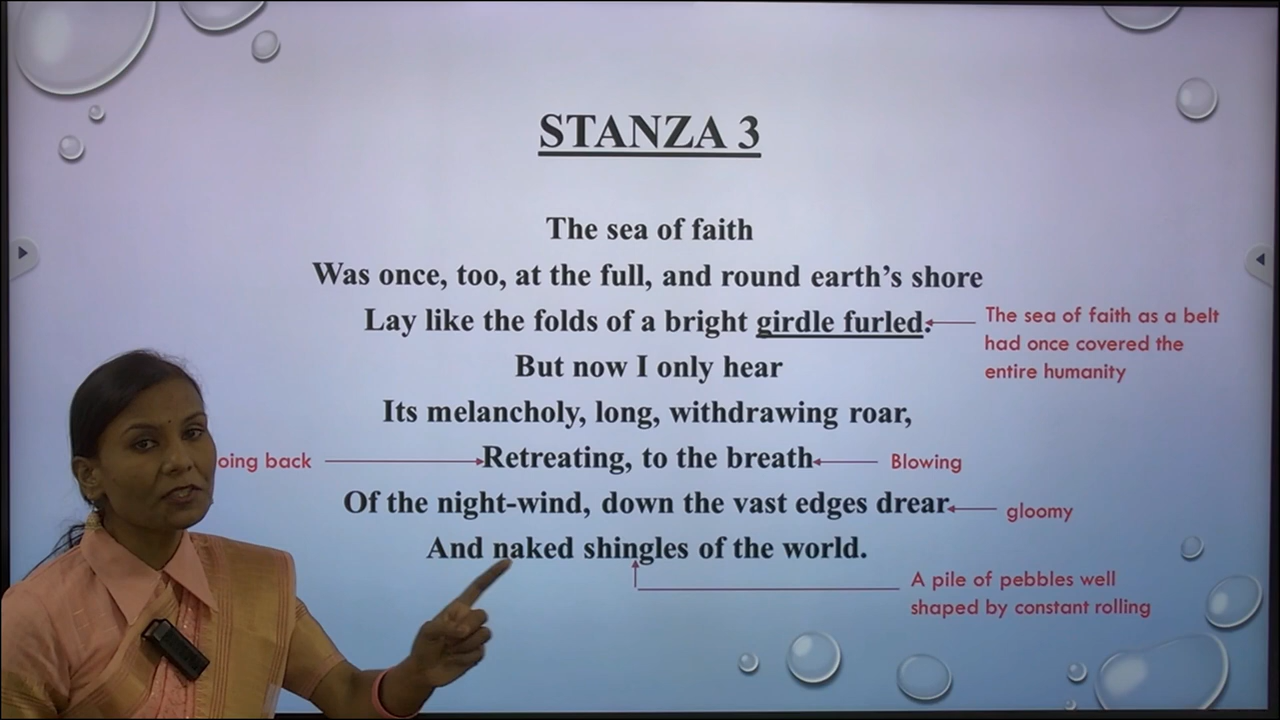 STANZA 3
The sea of faith
Was once, too, at the full, and round earth's shore
Lay like the folds of a bright girdle furled.
The sea of faith as a belt
had once covered the
entire humanity
But now I only hear
Its melancholy, long, withdrawing roar,
oing back
Retreating, to the breath
Blowing
Of the night-wind, down the vast edges drear
gloomy
And naked shingles of the world.
A pile of pebbles well
shaped by constant rolling